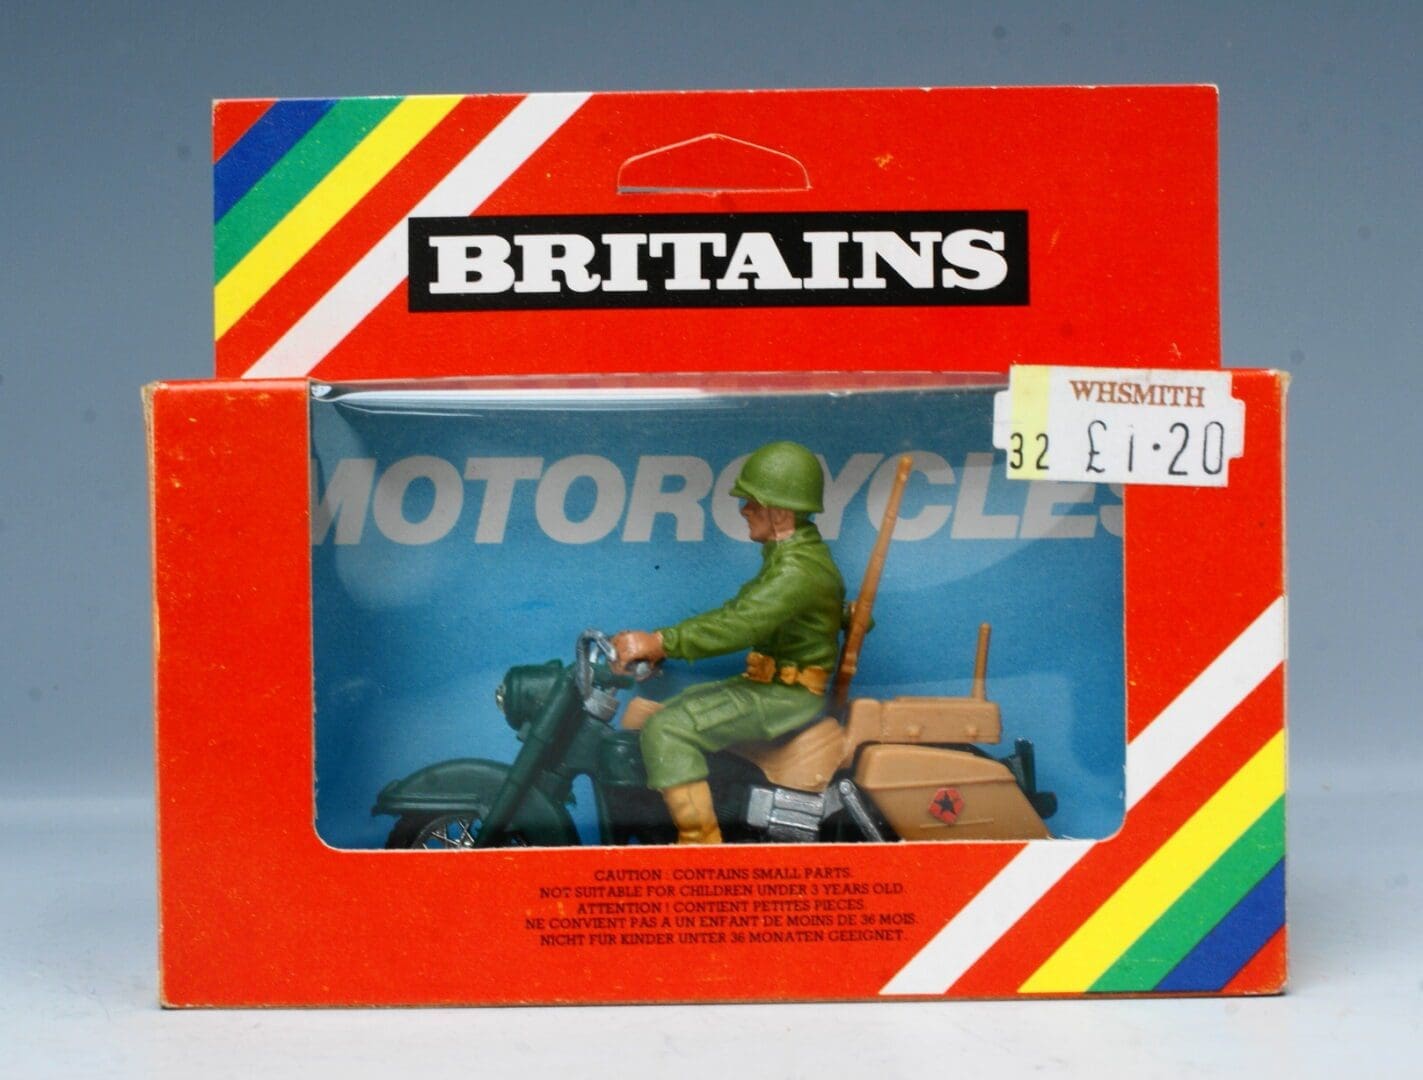 BRITAINS
WHSMITH
32 £1·20
MOTORCYCLES
CAUTION : CONTAINS SMALL PARTS.
NOT SUITABLE FOR CHILDREN UNDER 3 YEARS OLD.
ATTENTION ! CONTIENT PETITES PIECES.
NE CONVIENT PAS A UN ENFANT DE MOINS DE 36 MOIS.
NICHT FÜR KINDER UNTER 36 MONATEN GEEIGNET.